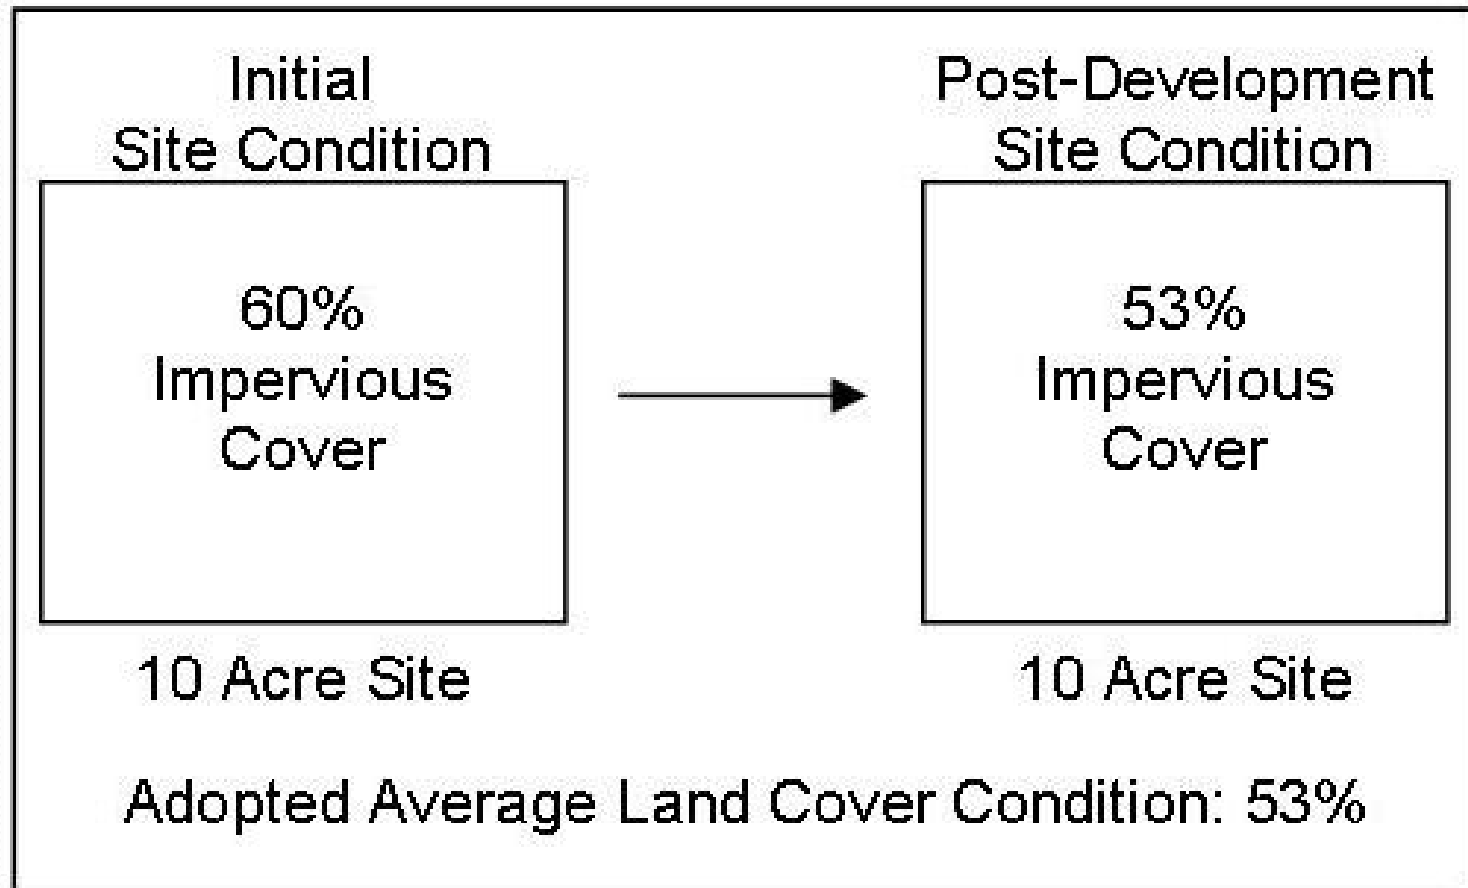 Initial
Site Condition
60%
Impervious
Cover
10 Acre Site
Post-Development
Site Condition
53%
Impervious
Cover
10 Acre Site
Adopted Average Land Cover Condition: 53%